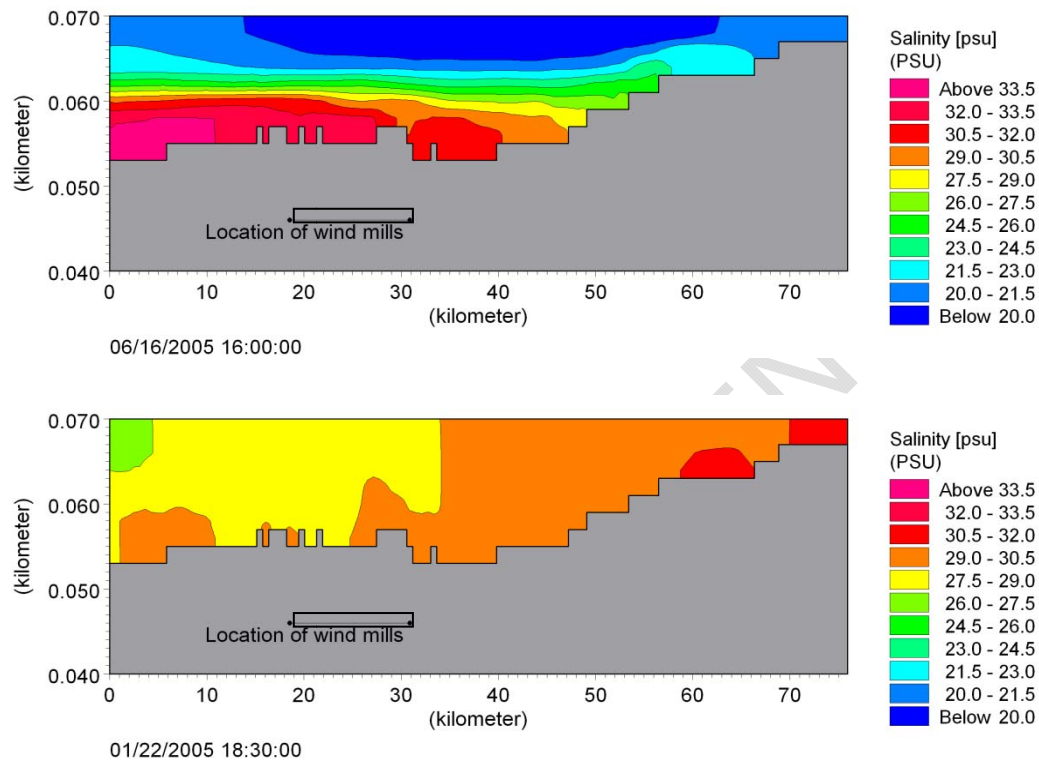 0.070
0.060
0.050
0.040
(kilometer)
Location of wind mills
0 10 20 30 40 50 60 70
(kilometer)
06/16/2005 16:00:00
Salinity [psu]
(PSU)
Above 33.5
32.0 - 33.5
30.5 - 32.0
29.0 - 30.5
27.5 - 29.0
26.0 - 27.5
24.5 - 26.0
23.0 - 24.5
21.5 - 23.0
20.0 - 21.5
Below 20.0
0.070
0.060
0.050
0.040
(kilometer)
Location of wind mills
0 10 20 30 40 50 60 70
(kilometer)
01/22/2005 18:30:00
Salinity [psu]
(PSU)
Above 33.5
32.0 - 33.5
30.5 - 32.0
29.0 - 30.5
27.5 - 29.0
26.0 - 27.5
24.5 - 26.0
23.0 - 24.5
21.5 - 23.0
20.0 - 21.5
Below 20.0